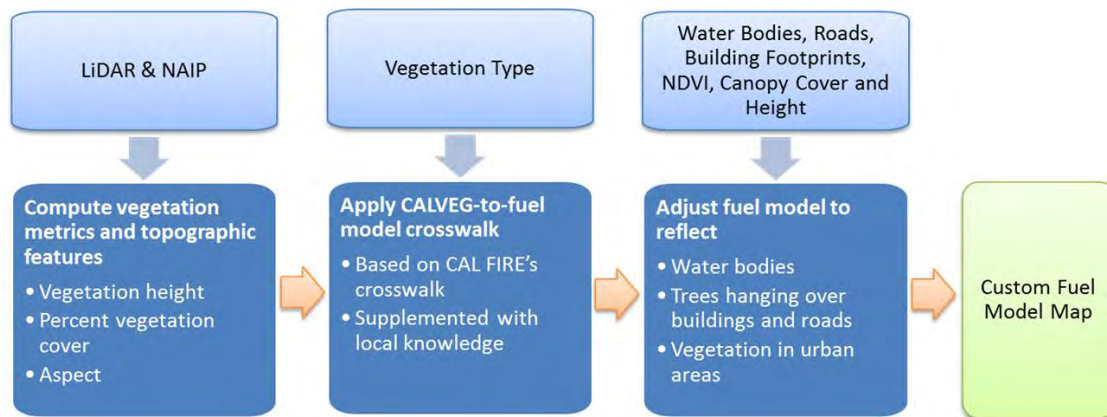 LiDAR & NAIP
Vegetation Type
Water Bodies, Roads,
Building Footprints,
NDVI, Canopy Cover and
Height
Compute vegetation
metrics and topographic
features
• Vegetation height
• Percent vegetation
cover
• Aspect
Apply CALVEG-to-fuel
model crosswalk
• Based on CAL FIRE's
crosswalk
• Supplemented with
local knowledge
Adjust fuel model to
reflect
• Water bodies
• Trees hanging over
buildings and roads
• Vegetation in urban
areas
Custom Fuel
Model Map